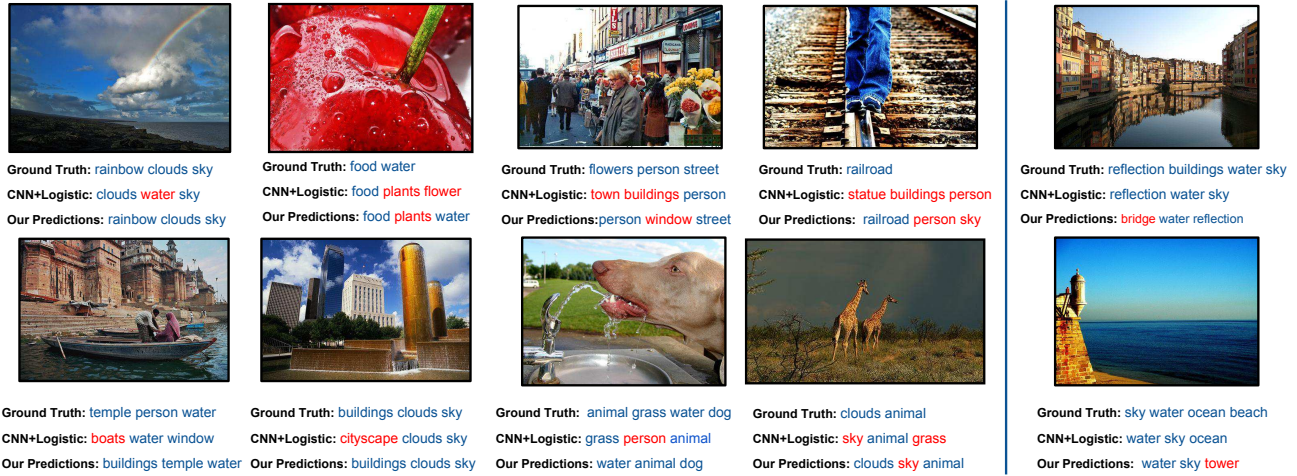 Ground Truth: rainbow clouds sky
CNN+Logistic: clouds water sky
Our Predictions: rainbow clouds sky
Ground Truth: food water
CNN+Logistic: food plants flower
Our Predictions: food plants water
Ground Truth: flowers person street
CNN+Logistic: town buildings person
Our Predictions:person window street
Ground Truth: railroad
CNN+Logistic: statue buildings person
Our Predictions: railroad person sky
Ground Truth: reflection buildings water sky
CNN+Logistic: reflection water sky
Our Predictions: bridge water reflection
Ground Truth: temple person water
CNN+Logistic: boats water window
Our Predictions: buildings temple water
Ground Truth: buildings clouds sky
CNN+Logistic: cityscape clouds sky
Our Predictions: buildings clouds sky
Ground Truth: animal grass water dog
CNN+Logistic: grass person animal
Our Predictions: water animal dog
Ground Truth: clouds animal
CNN+Logistic: sky animal grass
Our Predictions: clouds sky animal
Ground Truth: sky water ocean beach
CNN+Logistic: water sky ocean
Our Predictions: water sky tower